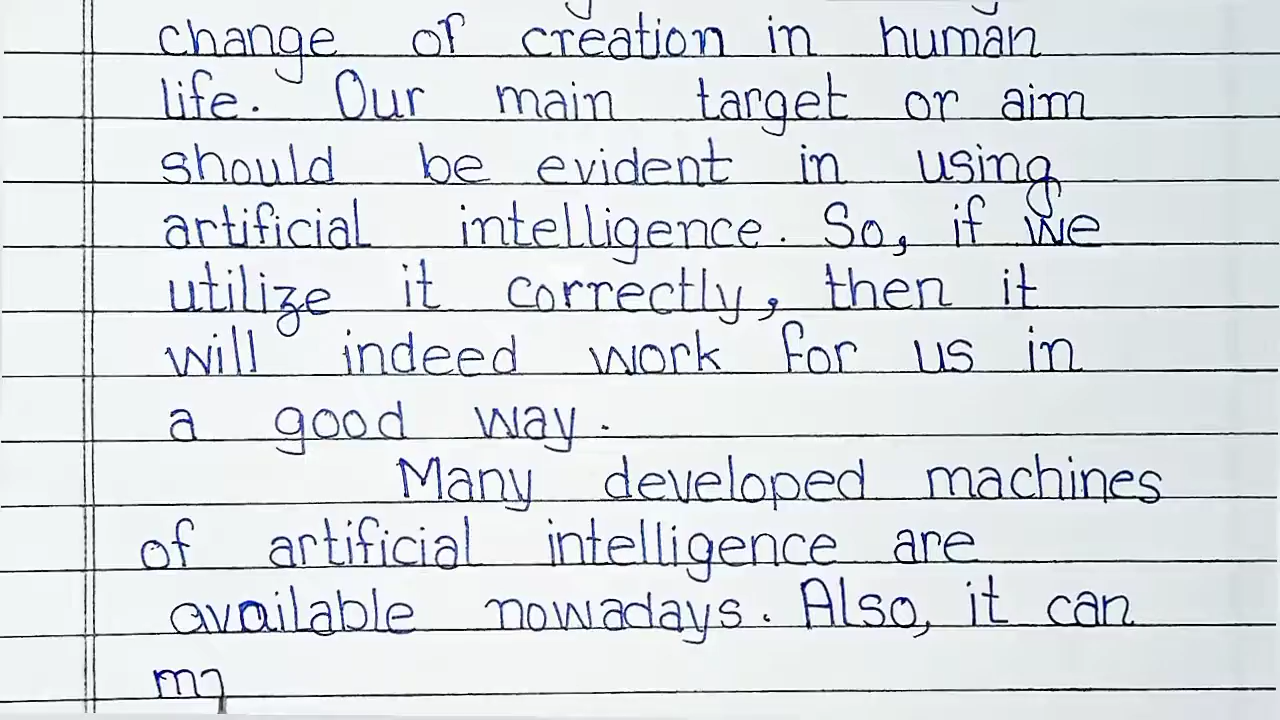 change of creation in human
life. Our main target or aim
should be evident in using
artificial intelligence. So, if we
utilize it correctly, then it
will indeed work for us in
a good way.
Many developed machines
of artificial intelligence are
available nowadays. Also, it can